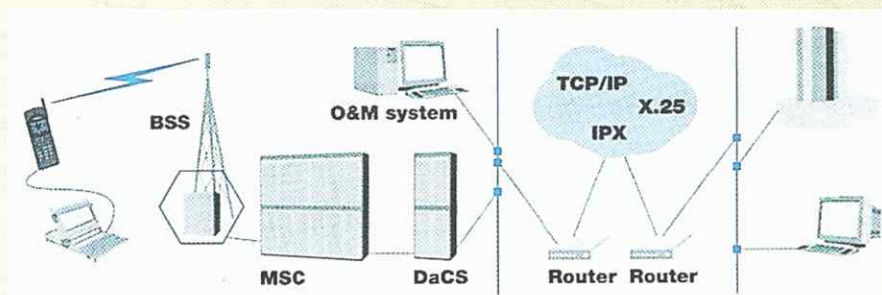 TCP/IP
X.25
IPX
O&M system
BSS
MSC
DaCS
Router
Router